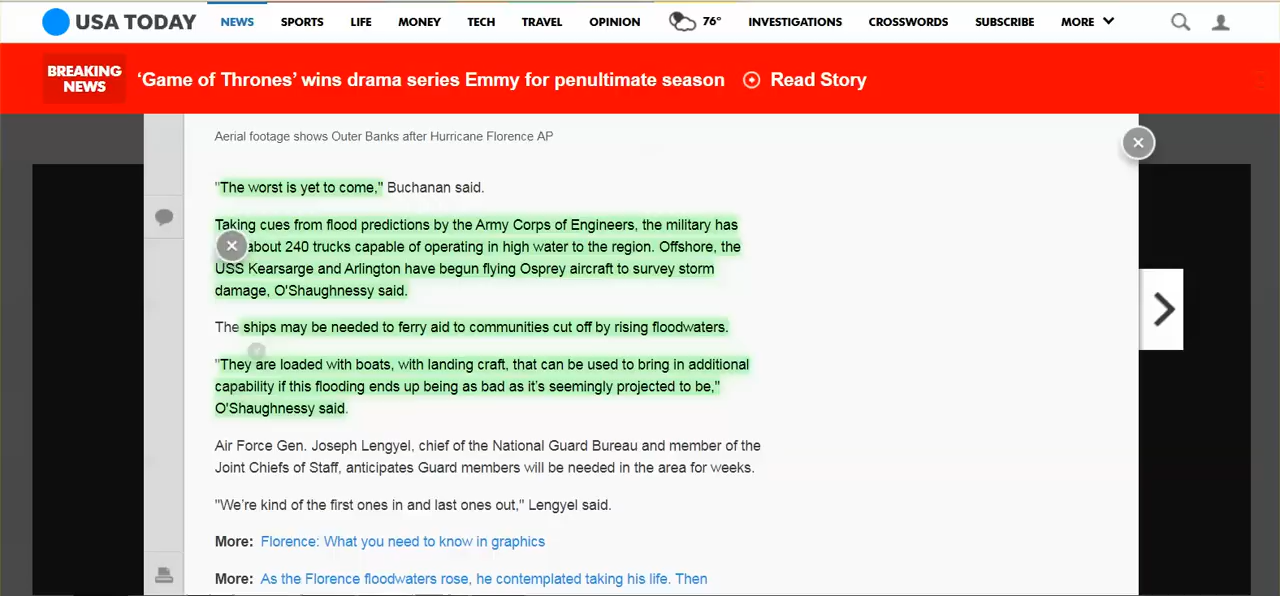 USA TODAY NEWS SPORTS LIFE MONEY TECH TRAVEL OPINION 76° INVESTIGATIONS CROSSWORDS SUBSCRIBE MORE
BREAKING NEWS
‘Game of Thrones’ wins drama series Emmy for penultimate season Read Story
Aerial footage shows Outer Banks after Hurricane Florence AP
"The worst is yet to come," Buchanan said.
Taking cues from flood predictions by the Army Corps of Engineers, the military has
about 240 trucks capable of operating in high water to the region. Offshore, the
USS Kearsarge and Arlington have begun flying Osprey aircraft to survey storm
damage, O'Shaughnessy said.
The ships may be needed to ferry aid to communities cut off by rising floodwaters.
"They are loaded with boats, with landing craft, that can be used to bring in additional
capability if this flooding ends up being as bad as it’s seemingly projected to be,"
O'Shaughnessy said.
Air Force Gen. Joseph Lengyel, chief of the National Guard Bureau and member of the
Joint Chiefs of Staff, anticipates Guard members will be needed in the area for weeks.
"We’re kind of the first ones in and last ones out," Lengyel said.
More: Florence: What you need to know in graphics
More: As the Florence floodwaters rose, he contemplated taking his life. Then